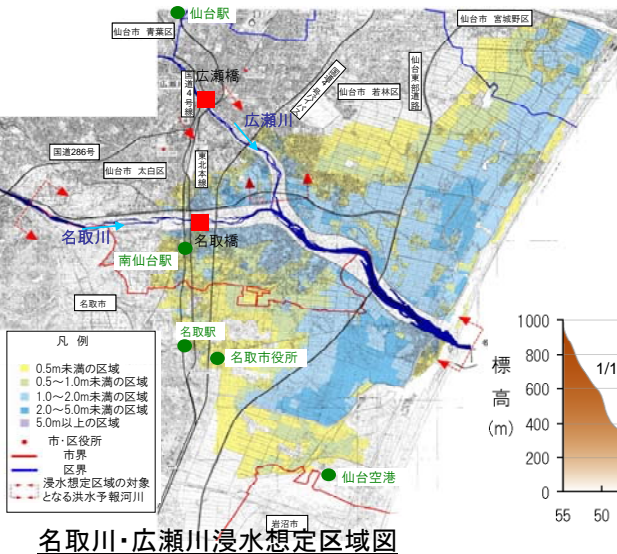 仙台駅
仙台市 青葉区
仙台市 宮城野区
国道4号線
広瀬橋
仙台市 若林区
仙台東部道路
広瀬川
国道286号
仙台市 太白区
東北本線
名取川
名取橋
南仙台駅
名取市
名取駅
名取市役所
仙台空港
岩沼市
凡 例
0.5m未満の区域
0.5～1.0m未満の区域
1.0～2.0m未満の区域
2.0～5.0m未満の区域
5.0m以上の区域
市・区役所
市界
区界
浸水想定区域の対象
となる洪水予報河川
標高
(m)
1000
800
600
400
200
0
1/1
55 50
名取川・広瀬川浸水想定区域図